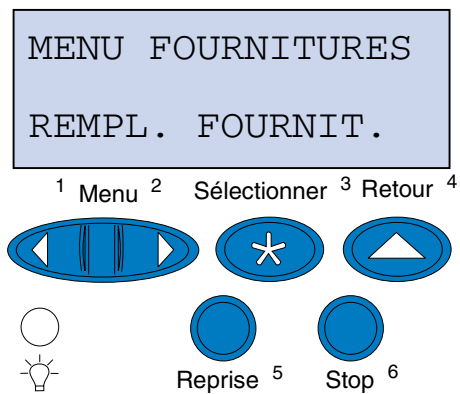 MENU FOURNITURES
REMPL. FOURNIT.
1 Menu 2 Sélectionner 3 Retour 4
Reprise 5 Stop 6